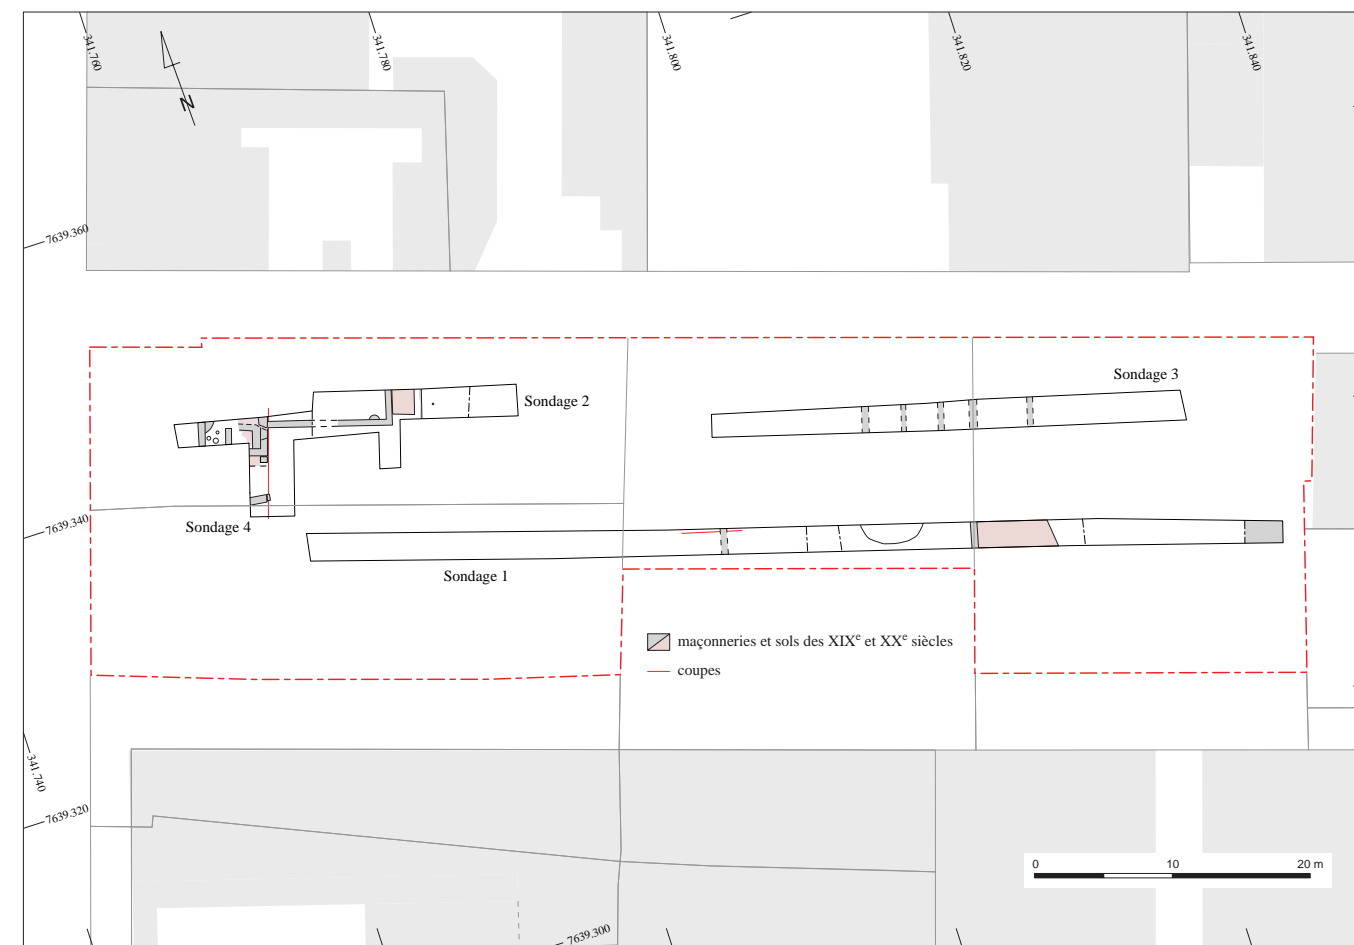 341.760
341.780
341.800
341.820
341.840
N
7639.360
Sondage 3
Sondage 2
Sondage 4
7639.340
Sondage 1
maçonneries et sols des XIXe et XXe siècles
coupes
341.740
7639.320
0 10 20 m
7639.300